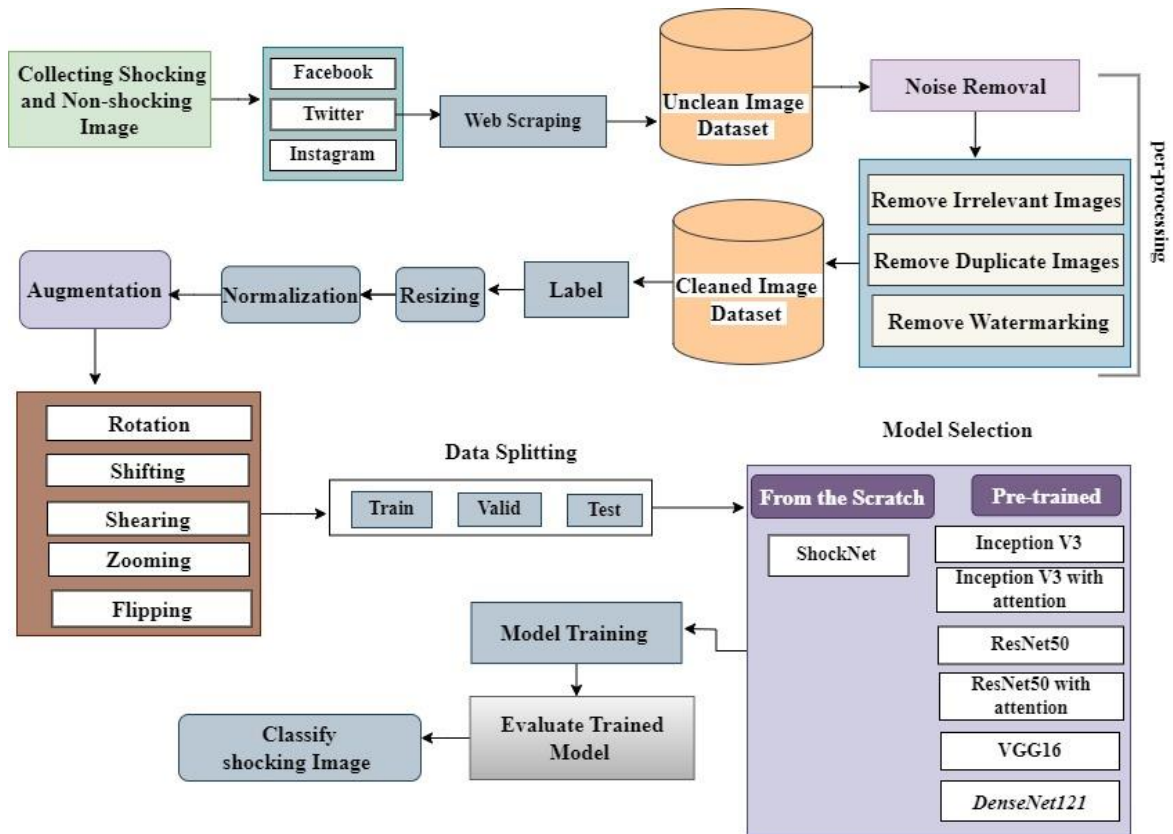 Collecting Shocking
and Non-shocking
Image
Facebook
Twitter
Instagram
Web Scraping
Unclean Image
Dataset
Noise Removal
per-processing
Remove Irrelevant Images
Remove Duplicate Images
Remove Watermarking
Cleaned Image
Dataset
Label
Resizing
Normalization
Augmentation
Rotation
Shifting
Shearing
Zooming
Flipping
Data Splitting
Train
Valid
Test
Model Selection
From the Scratch
ShockNet
Pre-trained
Inception V3
Inception V3 with
attention
ResNet50
ResNet50 with
attention
VGG16
DenseNet121
Model Training
Evaluate Trained
Model
Classify
shocking Image